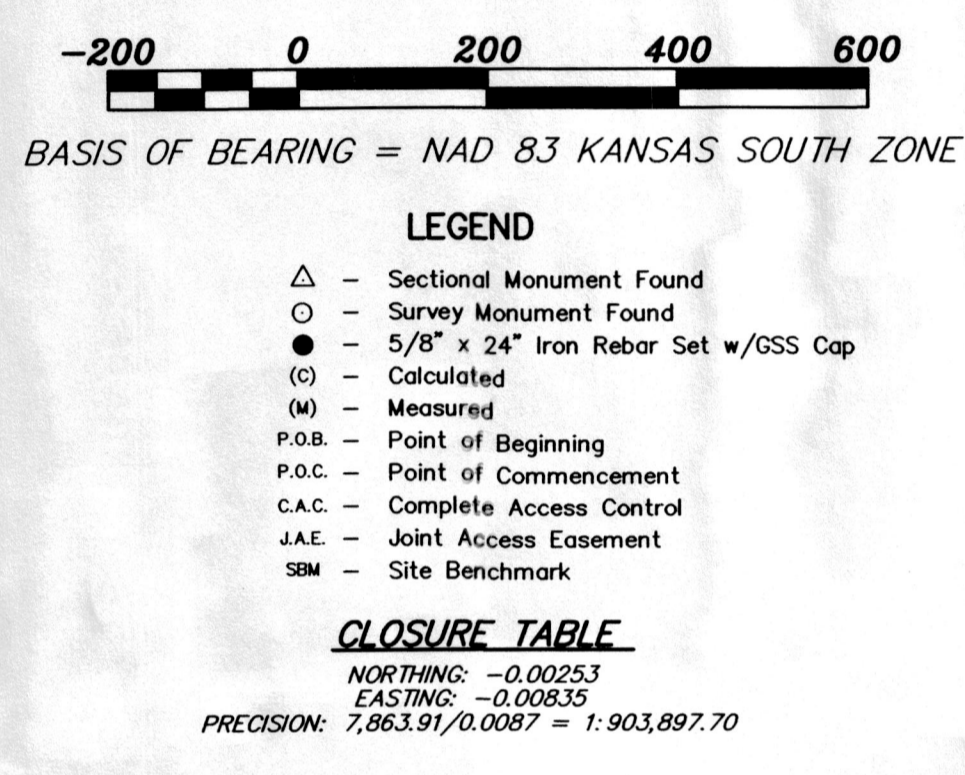 -200 0 200 400 600
BASIS OF BEARING = NAD 83 KANSAS SOUTH ZONE
LEGEND
△ – Sectional Monument Found
⊙ – Survey Monument Found
● – 5/8" x 24" Iron Rebar Set w/GSS Cap
(C) – Calculated
(M) – Measured
P.O.B. – Point of Beginning
P.O.C. – Point of Commencement
C.A.C. – Complete Access Control
J.A.E. – Joint Access Easement
SBM – Site Benchmark
CLOSURE TABLE
NORTHING: -0.00253
EASTING: -0.00835
PRECISION: 7,863.91/0.0087 = 1: 903,897.70